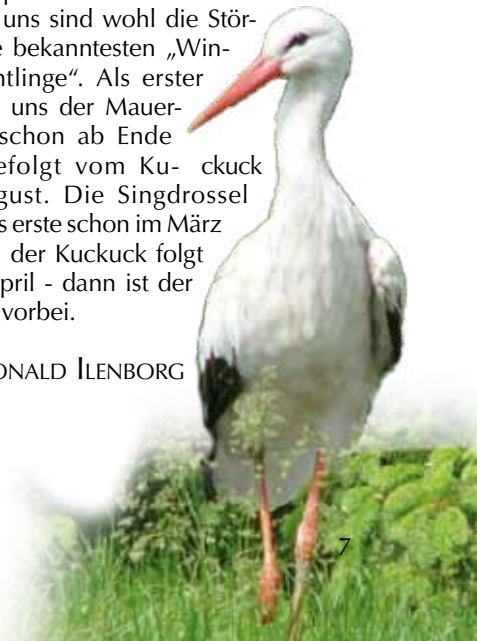 uns sind wohl die Stör-
bekanntesten „Win-
tlinge“. Als erster
uns der Mauer-
schon ab Ende
efolgt vom Ku- ckuck
gust. Die Singdrossel
s erste schon im März
der Kuckuck folgt
pril - dann ist der
vorbei.
ONALD ILENBORG
7